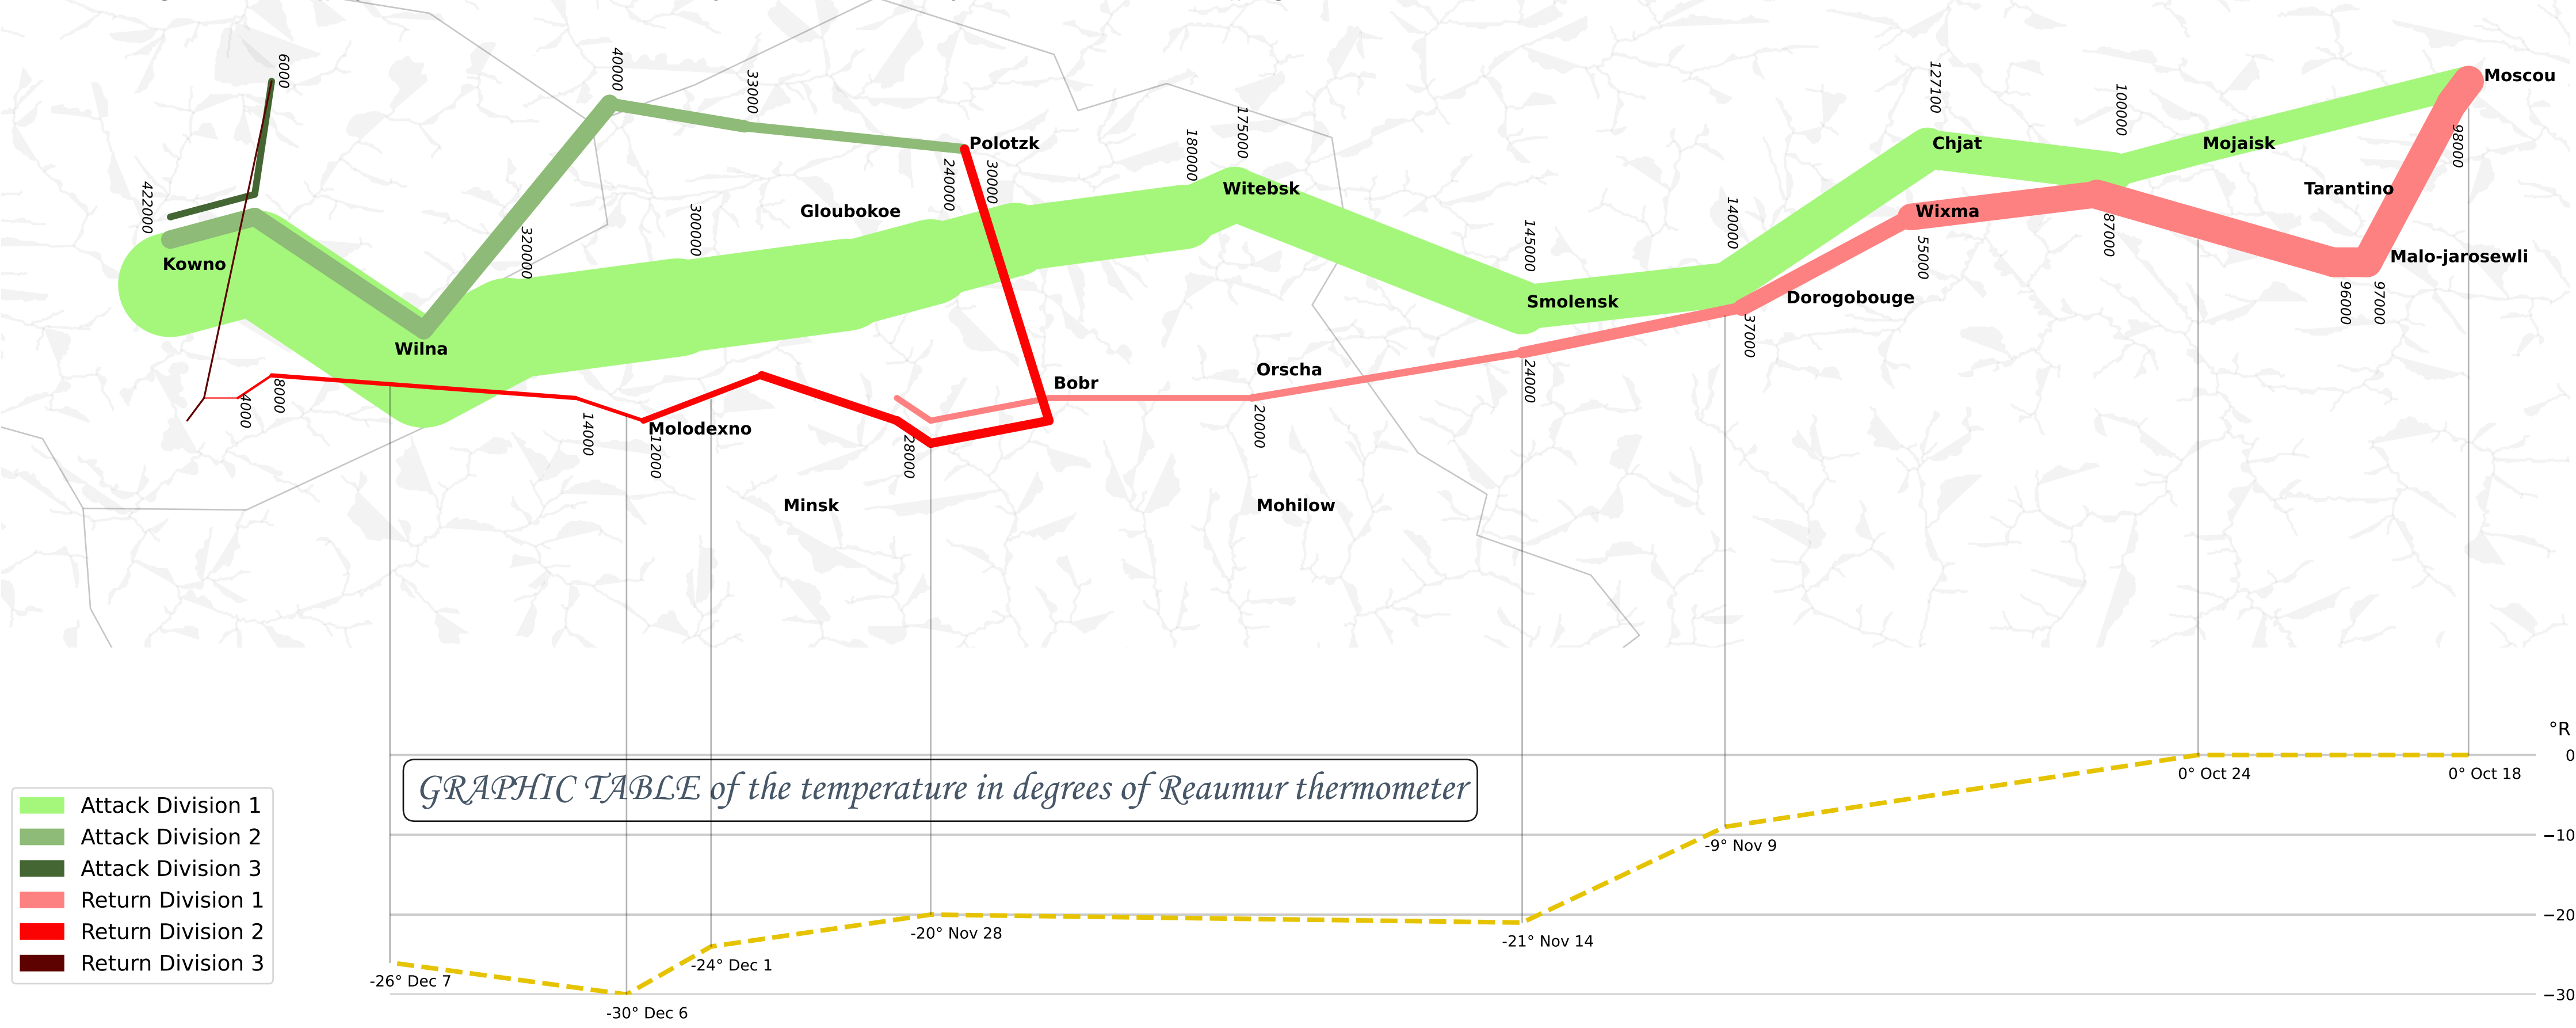 6000
40000
33000
127100
100000
Moscou
98000
175000
180000
Polotzk
Chjat
Mojaisk
240000
30000
422000
Witebsk
Tarantino
Gloubokoe
300000
320000
145000
140000
Wixma
87000
55000
Kowno
Malo-jarosewli
96000
97000
Smolensk
Dorogobouge
37000
Wilna
Orscha
24000
Bobr
8000
4000
20000
14000
12000
Molodexno
28000
Minsk
Mohilow
°R
0
0° Oct 24
0° Oct 18
GRAPHIC TABLE of the temperature in degrees of Reaumur thermometer
−10
-9° Nov 9
−20
-20° Nov 28
-21° Nov 14
-24° Dec 1
-26° Dec 7
−30
-30° Dec 6
Attack Division 1
Attack Division 2
Attack Division 3
Return Division 1
Return Division 2
Return Division 3